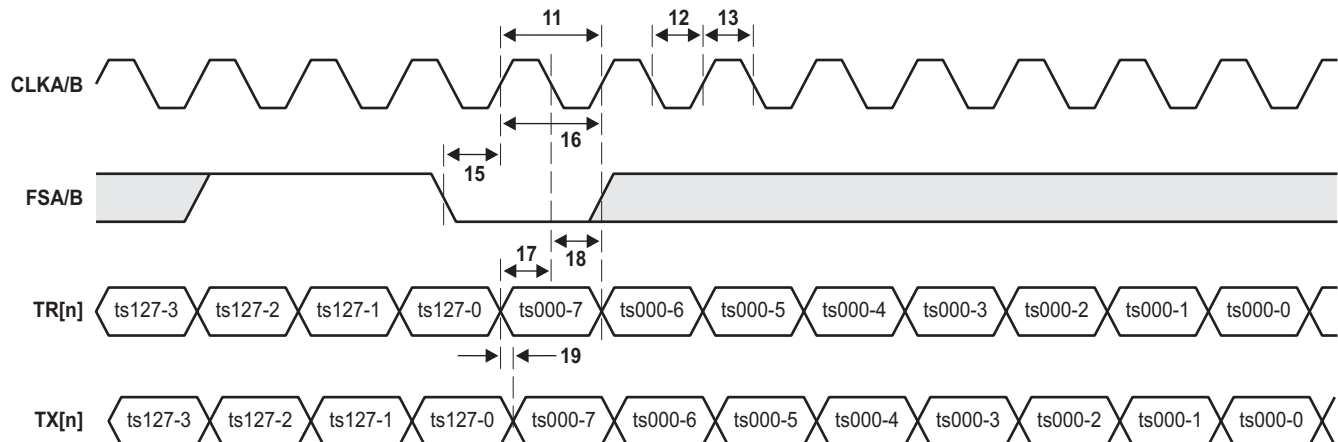 11 12 13
CLKA/B
16
15
FSA/B
17 18
TR[n] ts127-3 ts127-2 ts127-1 ts127-0 ts000-7 ts000-6 ts000-5 ts000-4 ts000-3 ts000-2 ts000-1 ts000-0
19
TX[n] ts127-3 ts127-2 ts127-1 ts127-0 ts000-7 ts000-6 ts000-5 ts000-4 ts000-3 ts000-2 ts000-1 ts000-0